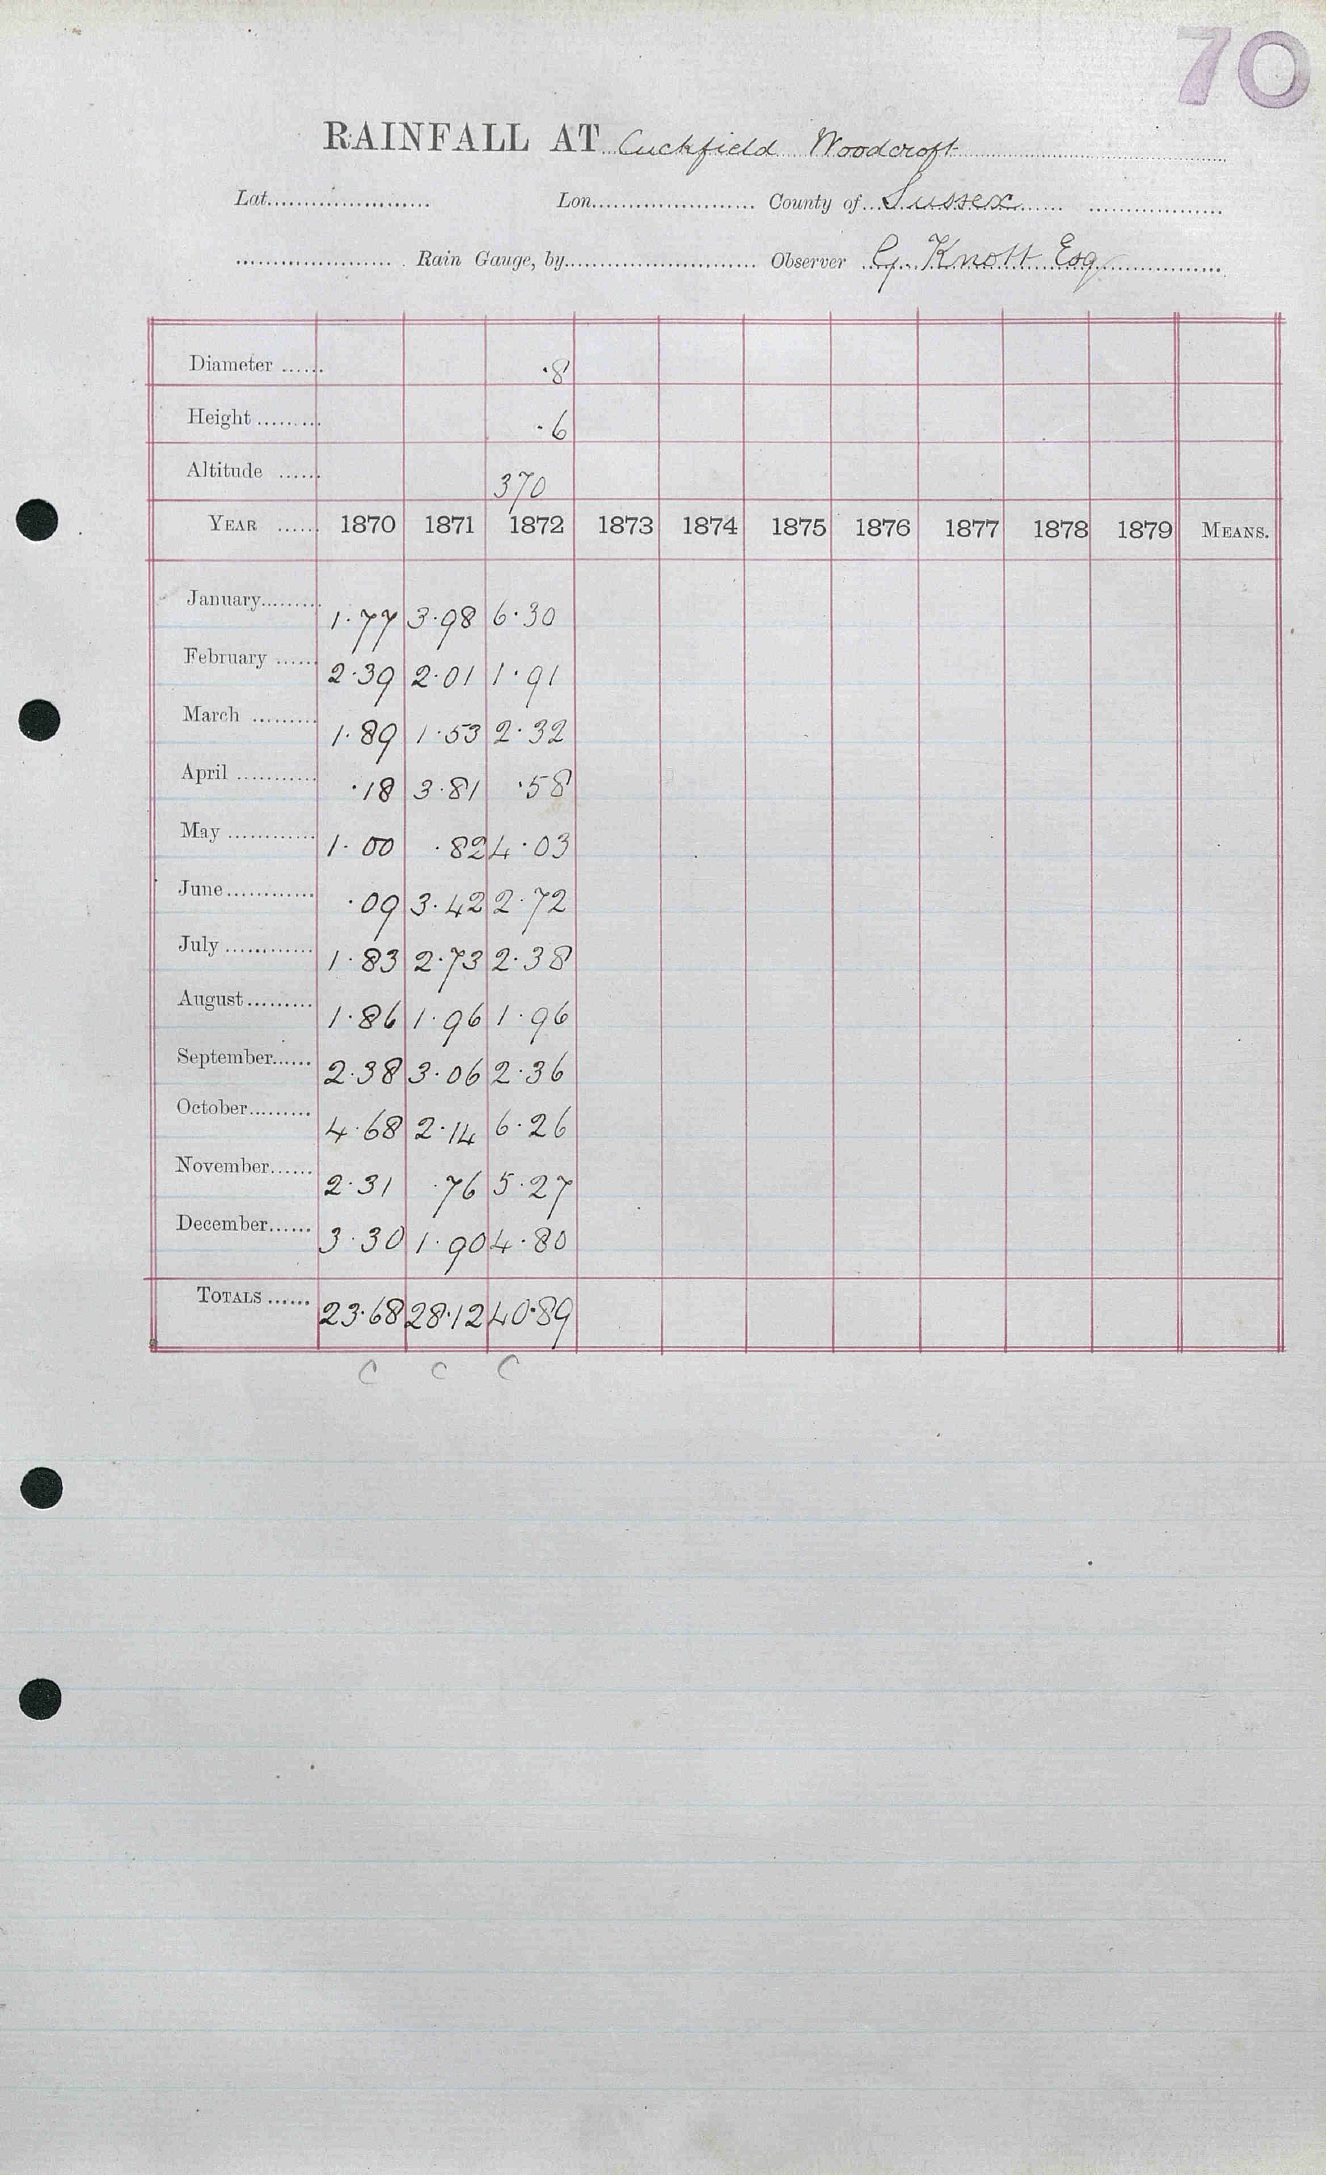 70
RAINFALL AT Cuckfield Woodcroft
Lat. Lon. County of Sussex
Rain Gauge, by Observer G. Knott Esq
Diameter ...... .8
Height ......... .6
Altitude ...... 370
YEAR ...... 1870 1871 1872 1873 1874 1875 1876 1877 1878 1879 MEANS.
January......... 1.77 3.98 6.30
February ...... 2.39 2.01 1.91
March ......... 1.89 1.53 2.32
April ........... .18 3.81 .58
May ............ 1.00 .82 4.03
June............ .09 3.42 2.72
July ............ 1.83 2.73 2.38
August......... 1.86 1.96 1.96
September...... 2.38 3.06 2.36
October......... 4.68 2.14 6.26
November...... 2.31 .76 5.27
December...... 3.30 1.90 4.80
TOTALS ...... 23.68 28.12 40.89
C C C